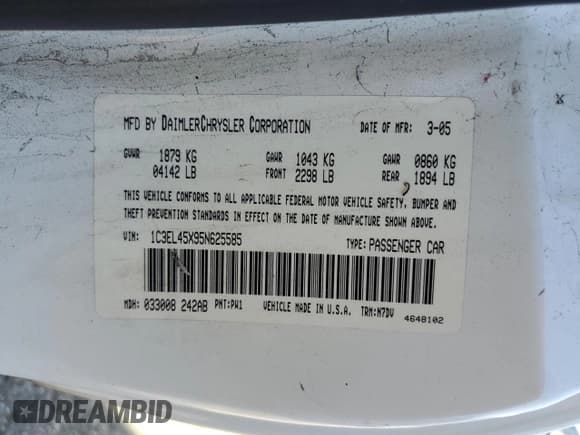 MFD BY DAIMLERCHRYSLER CORPORATION DATE OF MFR: 3-05
GVWR 1879 KG GAWR 1043 KG GAWR 0860 KG
04142 LB FRONT 2298 LB REAR 1894 LB
THIS VEHICLE CONFORMS TO ALL APPLICABLE FEDERAL MOTOR VEHICLE SAFETY, BUMPER AND
THEFT PREVENTION STANDARDS IN EFFECT ON THE DATE OF MANUFACTURE SHOWN ABOVE.
VIN: 1C3EL45X95N625585 TYPE: PASSENGER CAR
MDH: 033008 242AB PNT: PW1 VEHICLE MADE IN U.S.A. TRM: N7DV
4648102
DREAMBID